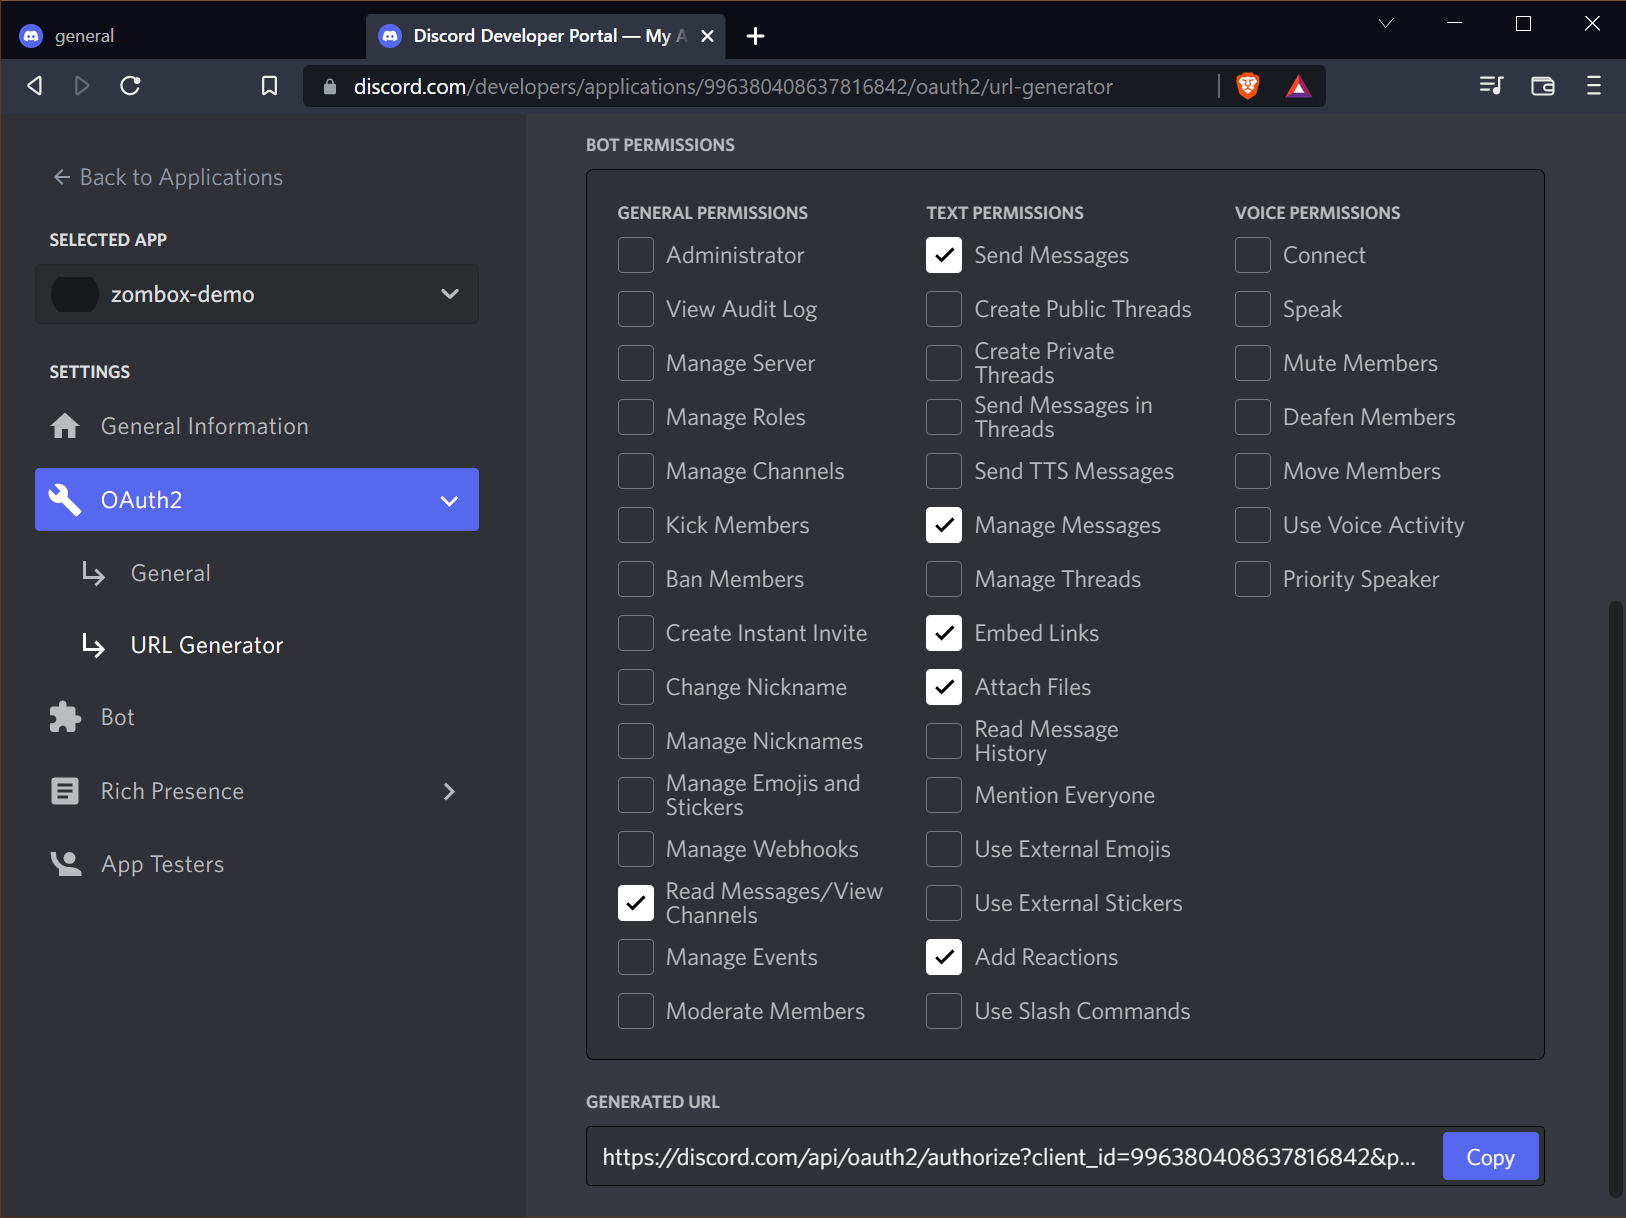 general
Discord Developer Portal — My A
discord.com/developers/applications/996380408637816842/oauth2/url-generator
Back to Applications
SELECTED APP
zombox-demo
SETTINGS
General Information
OAuth2
General
URL Generator
Bot
Rich Presence
App Testers
BOT PERMISSIONS
GENERAL PERMISSIONS
Administrator
View Audit Log
Manage Server
Manage Roles
Manage Channels
Kick Members
Ban Members
Create Instant Invite
Change Nickname
Manage Nicknames
Manage Emojis and
Stickers
Manage Webhooks
Read Messages/View
Channels
Manage Events
Moderate Members
TEXT PERMISSIONS
Send Messages
Create Public Threads
Create Private
Threads
Send Messages in
Threads
Send TTS Messages
Manage Messages
Manage Threads
Embed Links
Attach Files
Read Message
History
Mention Everyone
Use External Emojis
Use External Stickers
Add Reactions
Use Slash Commands
VOICE PERMISSIONS
Connect
Speak
Mute Members
Deafen Members
Move Members
Use Voice Activity
Priority Speaker
GENERATED URL
https://discord.com/api/oauth2/authorize?client_id=996380408637816842&p...
Copy